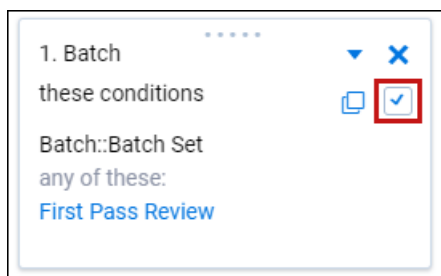 1. Batch
these conditions
Batch::Batch Set
any of these:
First Pass Review